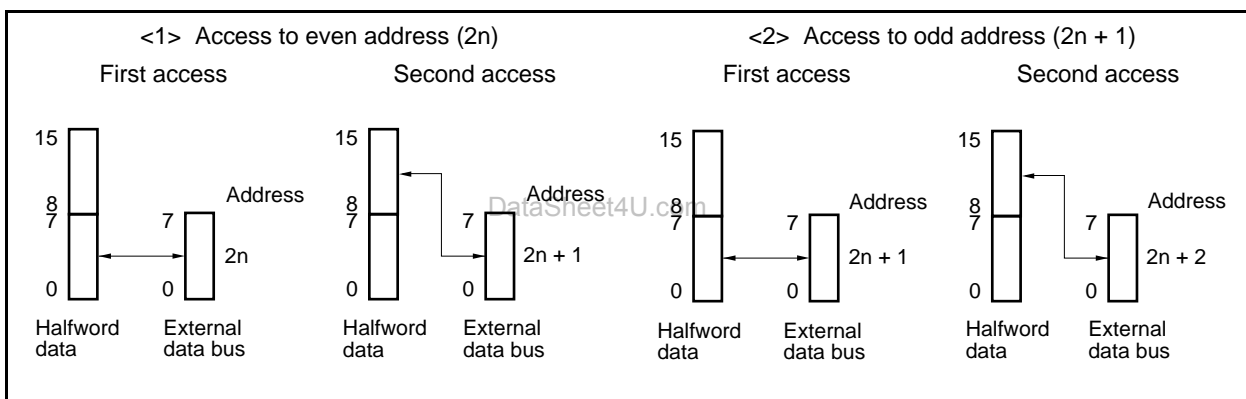 <1> Access to even address (2n)
First access
15
8
7
0
Halfword
data
Address
7
2n
0
External
data bus
Second access
15
8
7
0
Halfword
data
Address
7
2n + 1
0
External
data bus
<2> Access to odd address (2n + 1)
First access
15
8
7
0
Halfword
data
Address
7
2n + 1
0
External
data bus
Second access
15
8
7
0
Halfword
data
Address
7
2n + 2
0
External
data bus
DataSheet4U.com